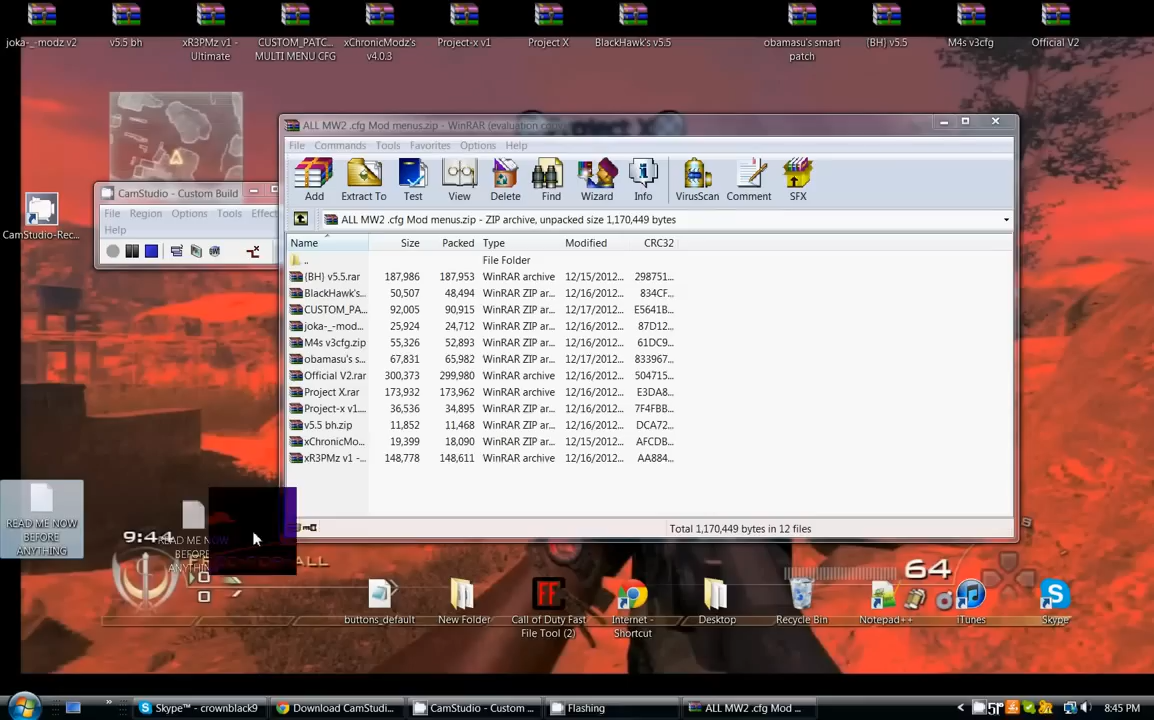 joka-_-modz v2
v5.5 bh
xR3PMz v1 - Ultimate
CUSTOM_PATC... MULTI MENU CFG
xChronicModz's v4.0.3
Project-x v1
Project X
BlackHawk's v5.5
obamasu's smart patch
{BH} v5.5
M4s v3cfg
Official V2
ALL MW2 .cfg Mod menus.zip - WinRAR (evaluation copy)
File Commands Tools Favorites Options Help
Add Extract To Test View Delete Find Wizard Info VirusScan Comment SFX
ALL MW2 .cfg Mod menus.zip - ZIP archive, unpacked size 1,170,449 bytes
Name Size Packed Type Modified CRC32
.. File Folder
{BH} v5.5.rar 187,986 187,953 WinRAR archive 12/15/2012... 298751...
BlackHawk's... 50,507 48,494 WinRAR ZIP ar... 12/16/2012... 834CF...
CUSTOM_PA... 92,005 90,915 WinRAR ZIP ar... 12/17/2012... E5641B...
joka-_-mod... 25,924 24,712 WinRAR ZIP ar... 12/16/2012... 87D12...
M4s v3cfg.zip 55,326 52,893 WinRAR ZIP ar... 12/16/2012... 61DC9...
obamasu's s... 67,831 65,982 WinRAR ZIP ar... 12/17/2012... 833967...
Official V2.rar 300,373 299,980 WinRAR archive 12/16/2012... 504715...
Project X.rar 173,932 173,962 WinRAR archive 12/16/2012... E3DA8...
Project-x v1.... 36,536 34,895 WinRAR ZIP ar... 12/16/2012... 7F4FBB...
v5.5 bh.zip 11,852 11,468 WinRAR ZIP ar... 12/16/2012... DCA72...
xChronicMo... 19,399 18,090 WinRAR ZIP ar... 12/15/2012... AFCDB...
xR3PMz v1 -... 148,778 148,611 WinRAR archive 12/16/2012... AA884...
Total 1,170,449 bytes in 12 files
CamStudio - Custom Build
File Region Options Tools Effect
Help
CamStudio-Rec...
READ ME NOW
BEFORE
ANYTHING
READ ME NOW
BEFORE
ANYTHIN
9:44
64
buttons_default
New Folder
Call of Duty Fast
File Tool (2)
Internet -
Shortcut
Desktop
Recycle Bin
Notepad++
iTunes
Skype
Skype™ - crownblack9
Download CamStudi...
CamStudio - Custom ...
Flashing
ALL MW2 .cfg Mod ...
8:45 PM